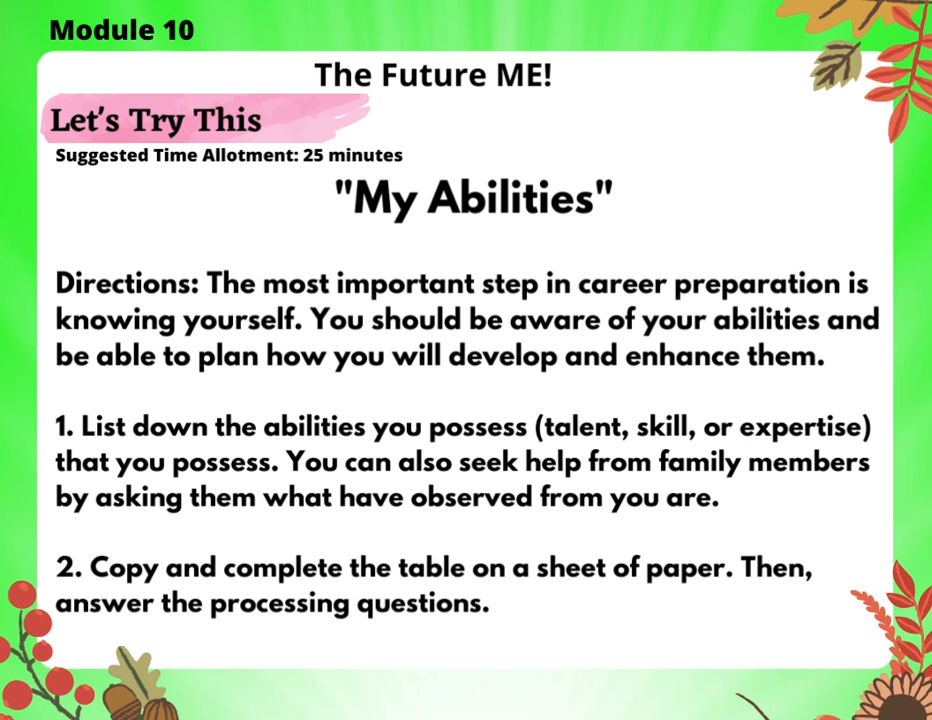 Module 10
The Future ME!
Let's Try This
Suggested Time Allotment: 25 minutes
"My Abilities"
Directions: The most important step in career preparation is
knowing yourself. You should be aware of your abilities and
be able to plan how you will develop and enhance them.
1. List down the abilities you possess (talent, skill, or expertise)
that you possess. You can also seek help from family members
by asking them what have observed from you are.
2. Copy and complete the table on a sheet of paper. Then,
answer the processing questions.